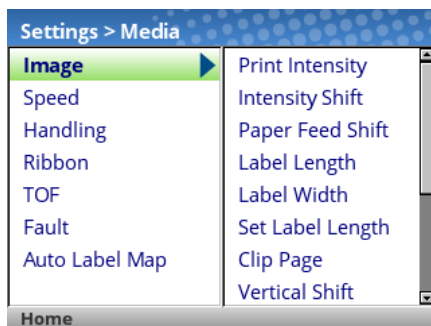 Settings > Media
Image
Speed
Handling
Ribbon
TOF
Fault
Auto Label Map
Print Intensity
Intensity Shift
Paper Feed Shift
Label Length
Label Width
Set Label Length
Clip Page
Vertical Shift
Home